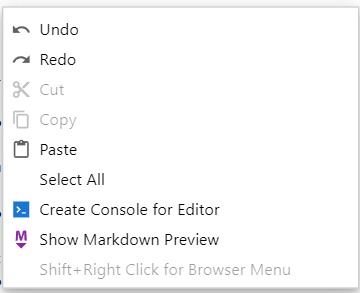 Undo
Redo
Cut
Copy
Paste
Select All
Create Console for Editor
Show Markdown Preview
Shift+Right Click for Browser Menu